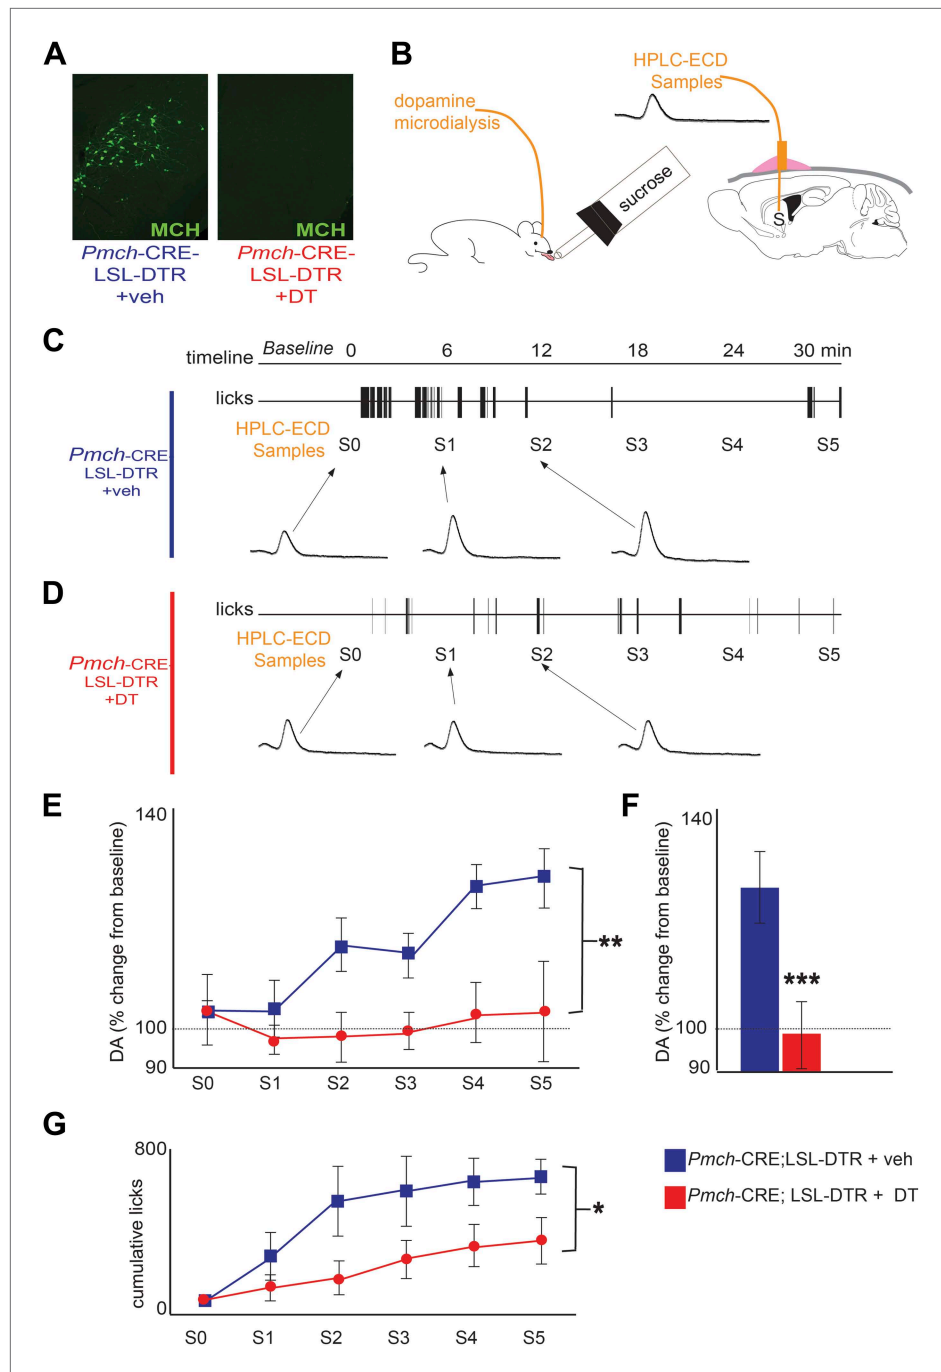 A
MCH
Pmch-CRE-
LSL-DTR
+veh
MCH
Pmch-CRE-
LSL-DTR
+DT
B
dopamine
microdialysis
sucrose
HPLC-ECD
Samples
S
C
timeline
Baseline 0 6 12 18 24 30 min
licks
HPLC-ECD
Samples
S0 S1 S2 S3 S4 S5
Pmch-CRE-
LSL-DTR
+veh
D
licks
HPLC-ECD
Samples
S0 S1 S2 S3 S4 S5
Pmch-CRE-
LSL-DTR
+DT
E
DA (% change from baseline)
140
100
90
**
S0 S1 S2 S3 S4 S5
F
DA (% change from baseline)
140
100
90
***
G
cumulative licks
800
0
*
S0 S1 S2 S3 S4 S5
Pmch-CRE;LSL-DTR + veh
Pmch-CRE; LSL-DTR + DT